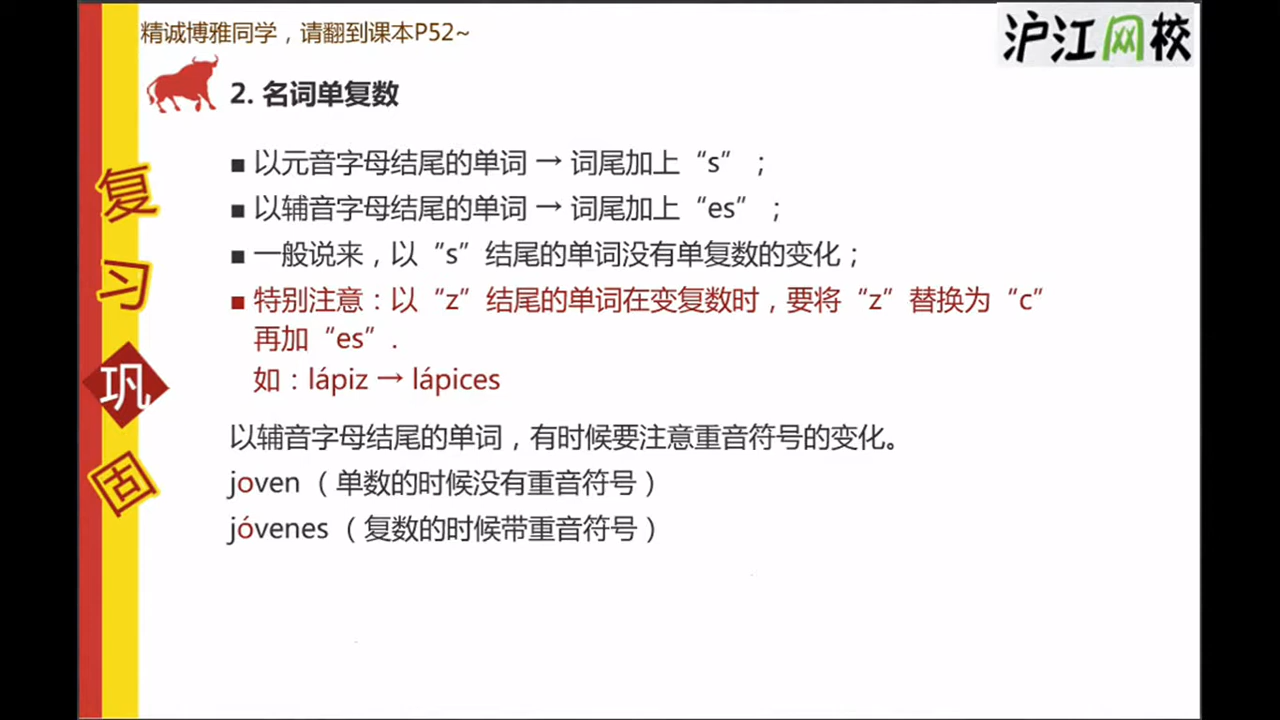 精诚博雅同学，请翻到课本P52~
沪江网校
2. 名词单复数
■ 以元音字母结尾的单词 → 词尾加上“s” ；
■ 以辅音字母结尾的单词 → 词尾加上“es” ；
■ 一般说来，以“s”结尾的单词没有单复数的变化；
■ 特别注意：以“z”结尾的单词在变复数时，要将“z”替换为“c”
再加“es”.
如：lápiz → lápices
以辅音字母结尾的单词，有时候要注意重音符号的变化。
joven（单数的时候没有重音符号）
jóvenes（复数的时候带重音符号）
复
习
巩
固